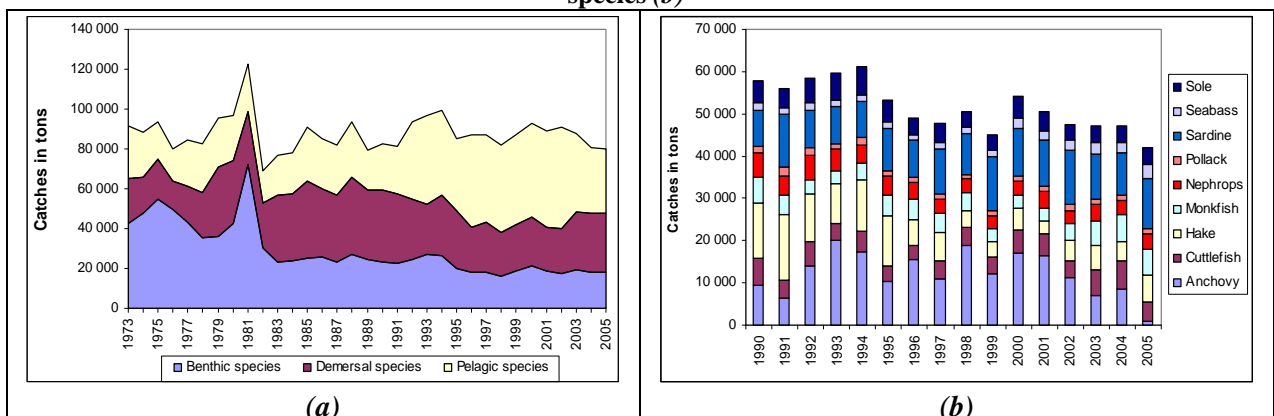 species (b)
Catches in tons
140 000
120 000
100 000
80 000
60 000
40 000
20 000
0
1973
1975
1977
1979
1981
1983
1985
1987
1989
1991
1993
1995
1997
1999
2001
2003
2005
Benthic species
Demersal species
Pelagic species
(a)
Catches in tons
70 000
60 000
50 000
40 000
30 000
20 000
10 000
0
1990
1991
1992
1993
1994
1995
1996
1997
1998
1999
2000
2001
2002
2003
2004
2005
Sole
Seabass
Sardine
Pollack
Nephrops
Monkfish
Hake
Cuttlefish
Anchovy
(b)